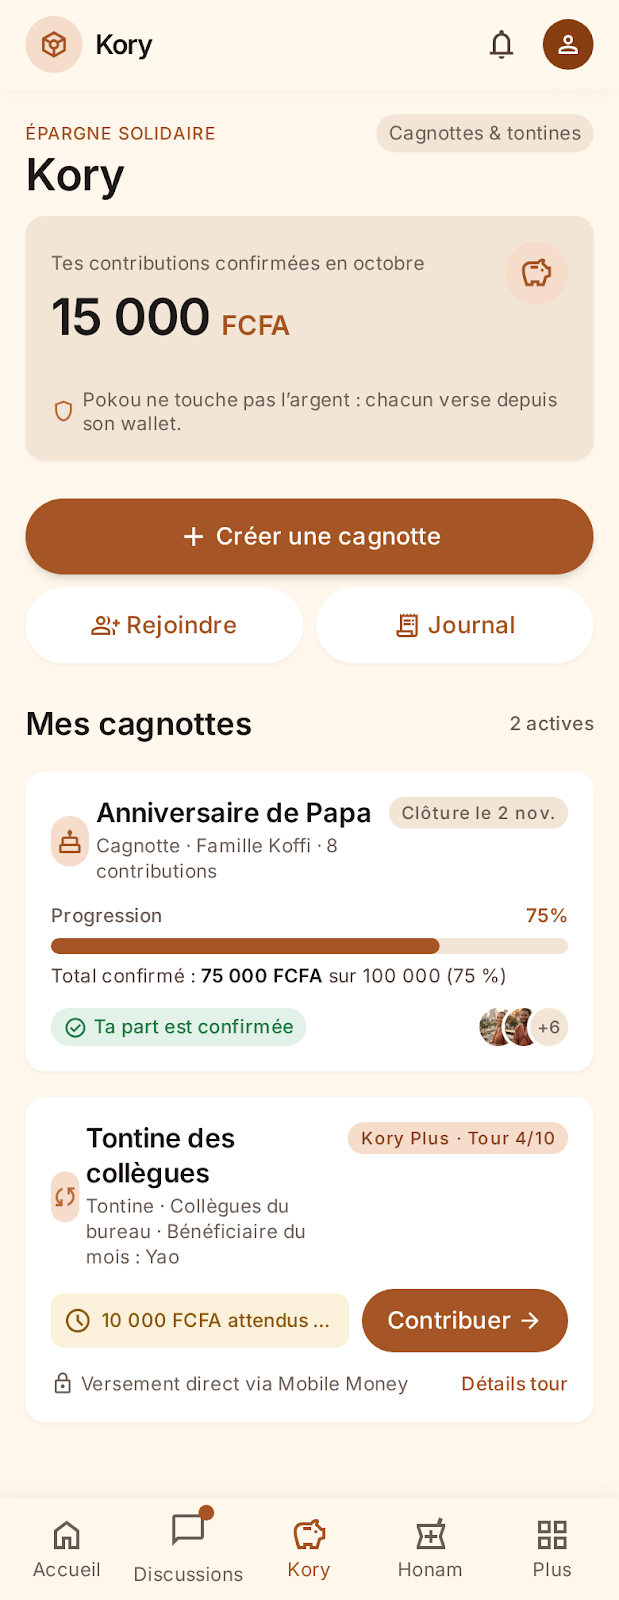 Kory
ÉPARGNE SOLIDAIRE
Cagnottes & tontines
Kory
Tes contributions confirmées en octobre
15 000 FCFA
Pokou ne touche pas l’argent : chacun verse depuis
son wallet.
Créer une cagnotte
Rejoindre
Journal
Mes cagnottes
2 actives
Anniversaire de Papa
Clôture le 2 nov.
Cagnotte · Famille Koffi · 8
contributions
Progression
75%
Total confirmé : 75 000 FCFA sur 100 000 (75 %)
Ta part est confirmée
+6
Tontine des
collègues
Kory Plus · Tour 4/10
Tontine · Collègues du
bureau · Bénéficiaire du
mois : Yao
10 000 FCFA attendus ...
Contribuer →
Versement direct via Mobile Money
Détails tour
Accueil
Discussions
Kory
Honam
Plus